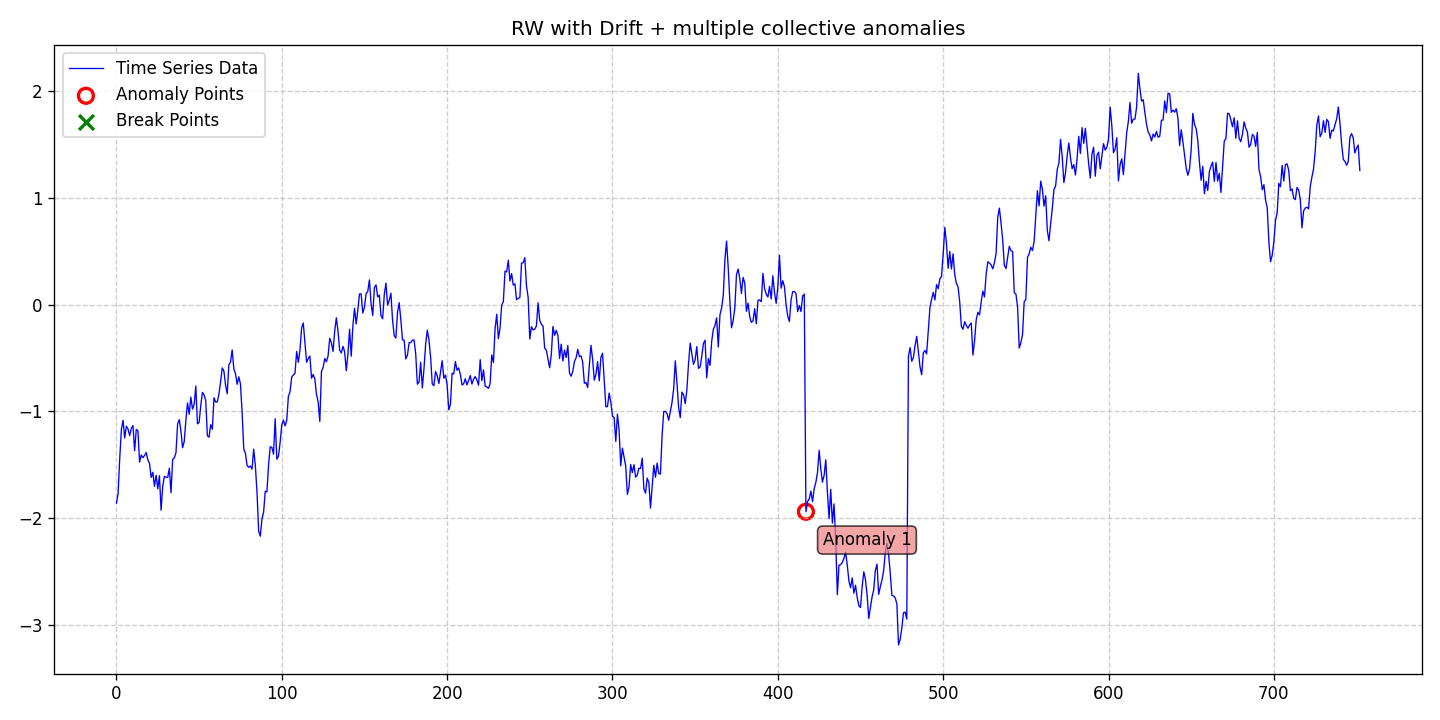 RW with Drift + multiple collective anomalies
Time Series Data
Anomaly Points
Break Points
2
1
0
−1
−2
−3
Anomaly 1
0 100 200 300 400 500 600 700